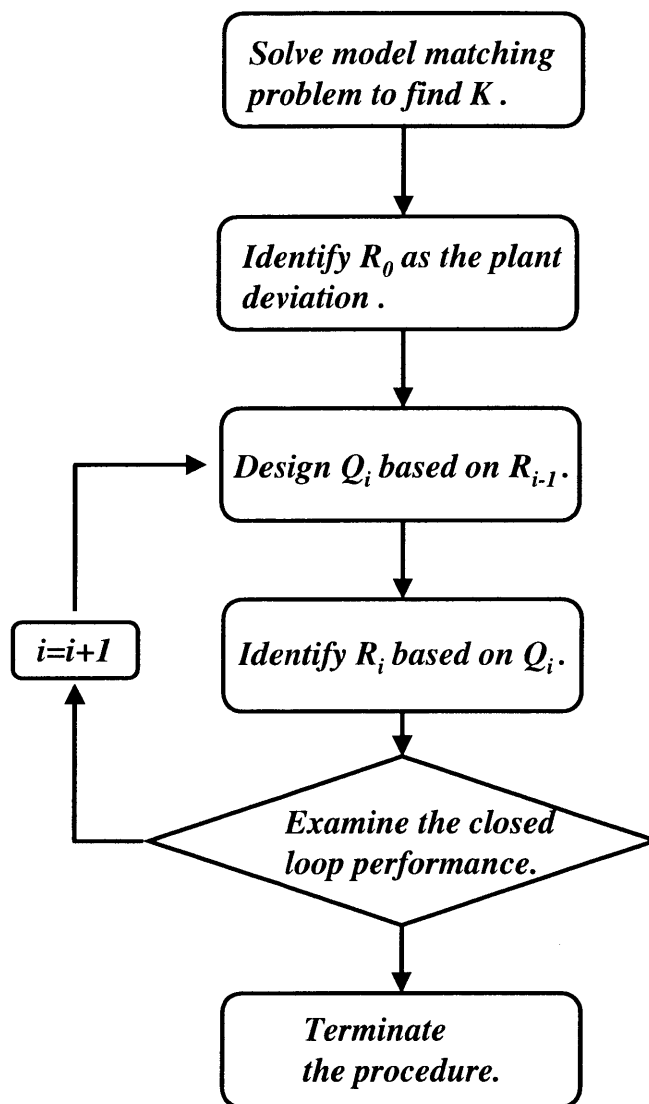 Solve model matching
problem to find K .
Identify R₀ as the plant
deviation .
Design Qᵢ based on Rᵢ₋₁.
Identify Rᵢ based on Qᵢ.
i=i+1
Examine the closed
loop performance.
Terminate
the procedure.